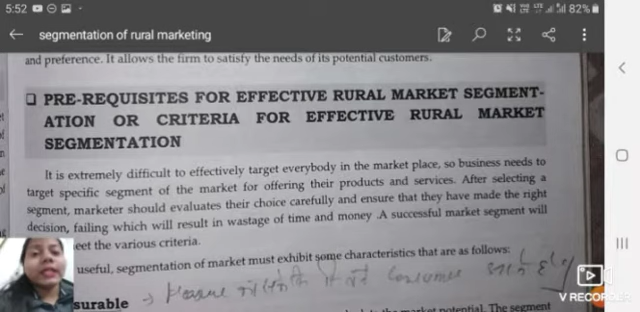 5:52
82%
segmentation of rural marketing
and preference. It allows the firm to satisfy the needs of its potential customers.
❑ PRE-REQUISITES FOR EFFECTIVE RURAL MARKET SEGMENT-
ATION OR CRITERIA FOR EFFECTIVE RURAL MARKET
SEGMENTATION
It is extremely difficult to effectively target everybody in the market place, so business needs to
target specific segment of the market for offering their products and services. After selecting a
segment, marketer should evaluates their choice carefully and ensure that they have made the right
decision, failing which will result in wastage of time and money .A successful market segment will
eet the various criteria.
useful, segmentation of market must exhibit some characteristics that are as follows:
surable
market potential. The segment
V RECORDER